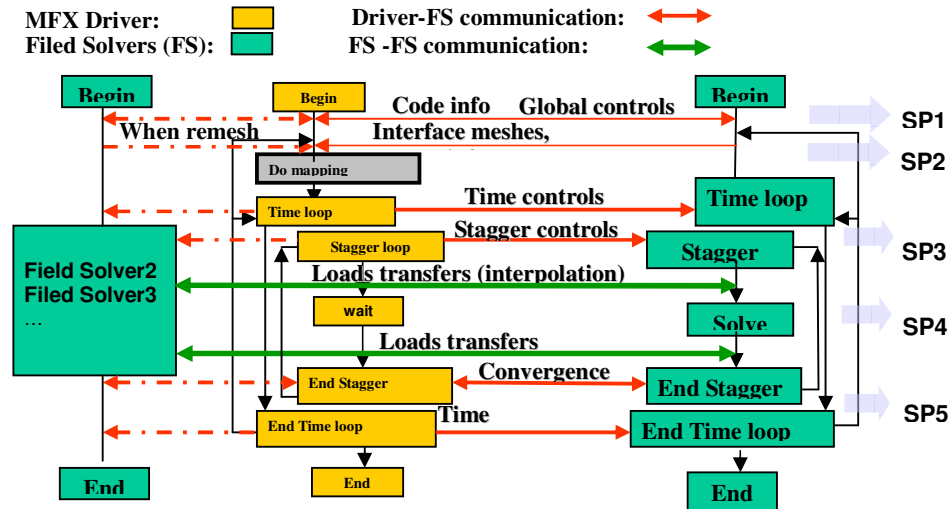 MFX Driver:
Filed Solvers (FS):
Driver-FS communication:
FS -FS communication:
Begin
Begin
Begin
Code info
Global controls
SP1
When remesh
Interface meshes,
SP2
Do mapping
Time loop
Time controls
Time loop
Stagger loop
Stagger controls
Stagger
SP3
Field Solver2
Filed Solver3
…
Loads transfers (interpolation)
wait
Solve
SP4
Loads transfers
End Stagger
Convergence
End Stagger
SP5
End Time loop
Time
End Time loop
End
End
End